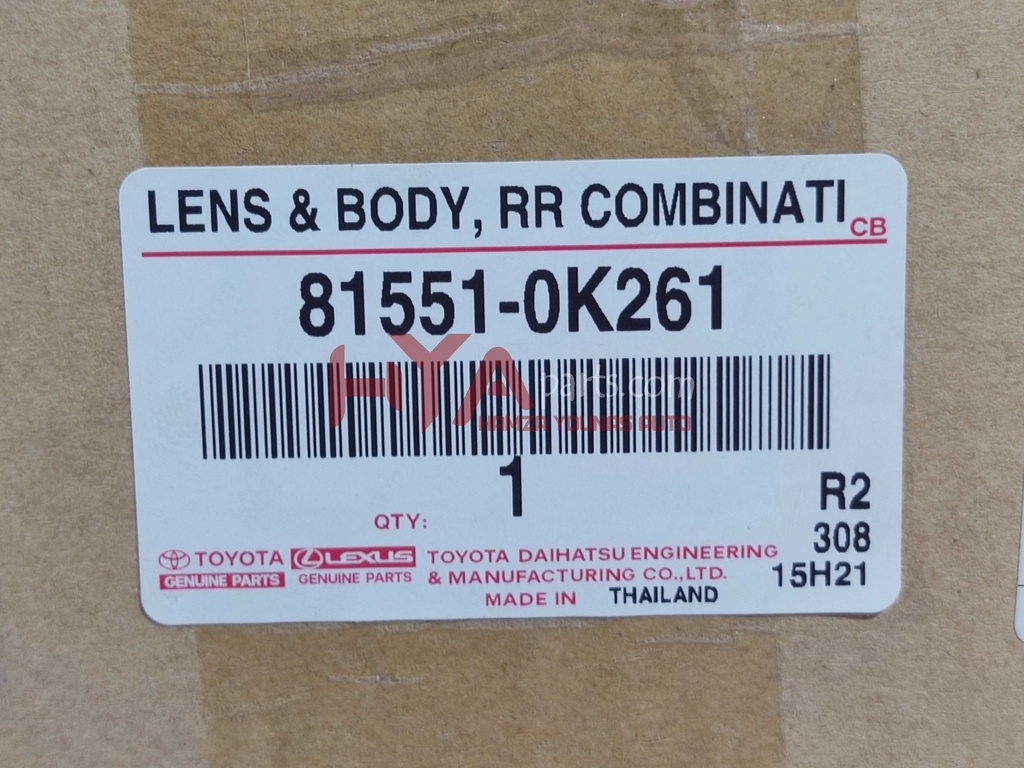 LENS & BODY, RR COMBINATI
CB
81551-0K261
HYA parts.com
HAMZA YOUNAS AUTO
1
R2
QTY:
308
15H21
TOYOTA
GENUINE PARTS
LEXUS
GENUINE PARTS
TOYOTA DAIHATSU ENGINEERING
& MANUFACTURING CO.,LTD.
MADE IN THAILAND